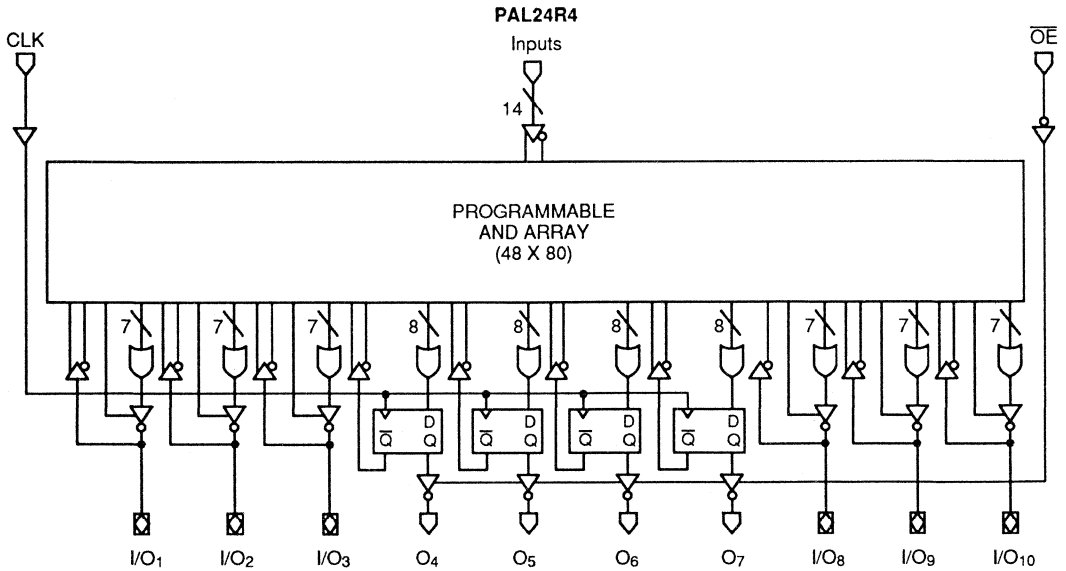 PAL24R4
CLK
Inputs
OE
14
PROGRAMMABLE
AND ARRAY
(48 X 80)
7 7 7 8 8 8 8 7 7 7
D D D D
Q Q Q Q Q Q Q Q
I/O1 I/O2 I/O3 O4 O5 O6 O7 I/O8 I/O9 I/O10